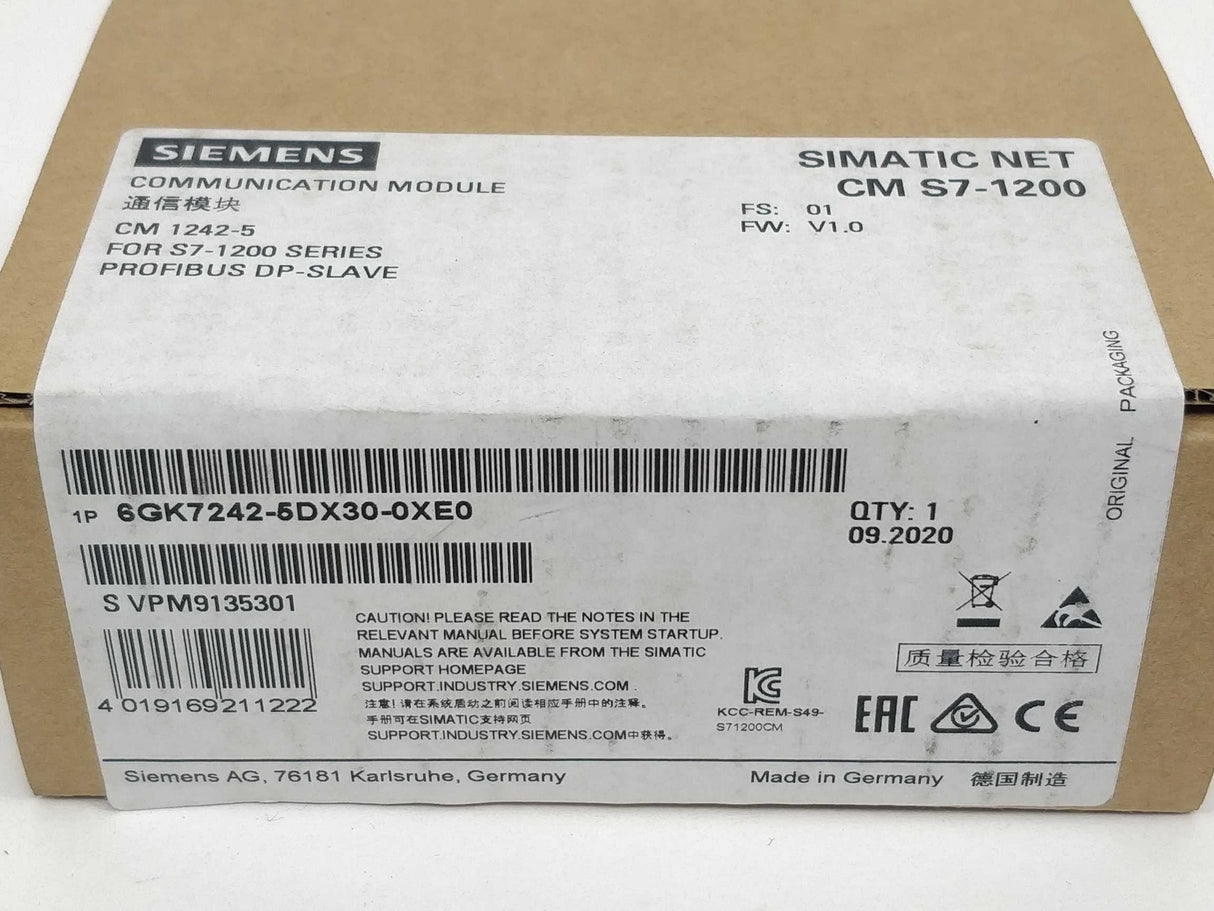 SIEMENS
COMMUNICATION MODULE
通信模块
CM 1242-5
FOR S7-1200 SERIES
PROFIBUS DP-SLAVE
SIMATIC NET
CM S7-1200
FS: 01
FW: V1.0
ORIGINAL PACKAGING
1P 6GK7242-5DX30-0XE0
QTY: 1
09.2020
S VPM9135301
4 019169 211222
CAUTION! PLEASE READ THE NOTES IN THE
RELEVANT MANUAL BEFORE SYSTEM STARTUP.
MANUALS ARE AVAILABLE FROM THE SIMATIC
SUPPORT HOMEPAGE
SUPPORT.INDUSTRY.SIEMENS.COM .
注意! 请在系统启动之前阅读相应手册中的注释。
手册可在SIMATIC支持网页
SUPPORT.INDUSTRY.SIEMENS.COM中获得。
KCC-REM-S49-
S71200CM
质量检验合格
EAC
CE
Siemens AG, 76181 Karlsruhe, Germany
Made in Germany 德国制造